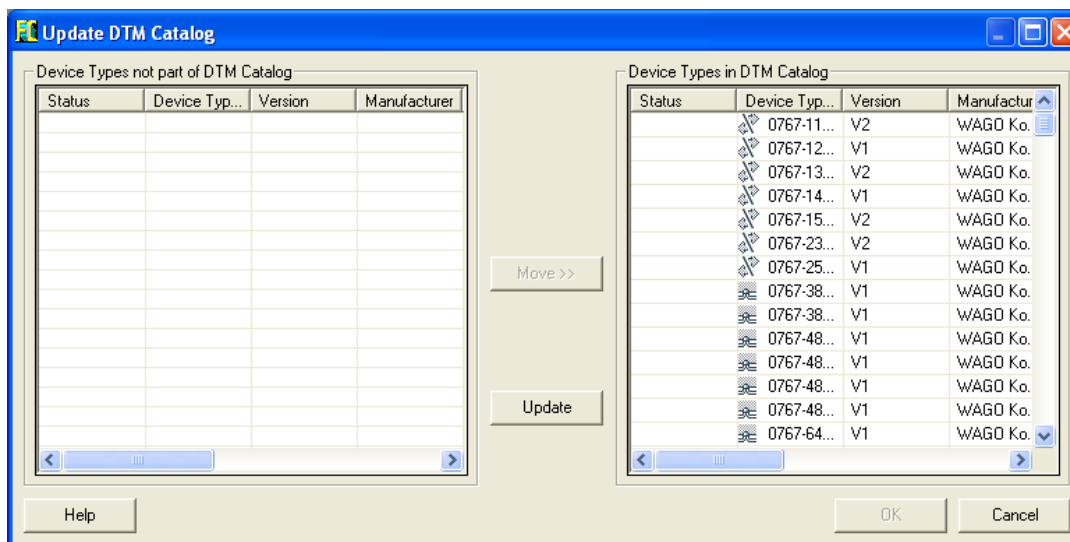 Update DTM Catalog
Device Types not part of DTM Catalog
Status Device Typ... Version Manufacturer
Device Types in DTM Catalog
Status Device Typ... Version Manufactur
0767-11... V2 WAGO Ko.
0767-12... V1 WAGO Ko.
0767-13... V2 WAGO Ko.
0767-14... V1 WAGO Ko.
0767-15... V2 WAGO Ko.
0767-23... V2 WAGO Ko.
0767-25... V1 WAGO Ko.
0767-38... V1 WAGO Ko.
0767-38... V1 WAGO Ko.
0767-48... V1 WAGO Ko.
0767-48... V1 WAGO Ko.
0767-48... V1 WAGO Ko.
0767-48... V1 WAGO Ko.
0767-64... V1 WAGO Ko.
Move >>
Update
Help
OK
Cancel